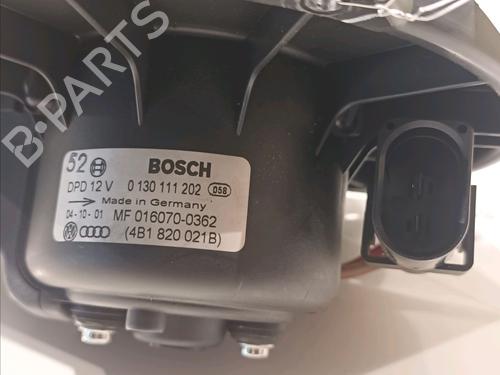 B-PARTS
52 BOSCH
DPD 12 V 0 130 111 202 D58
Made in Germany
04-10-01 MF 016070-0362
(4B1 820 021B)